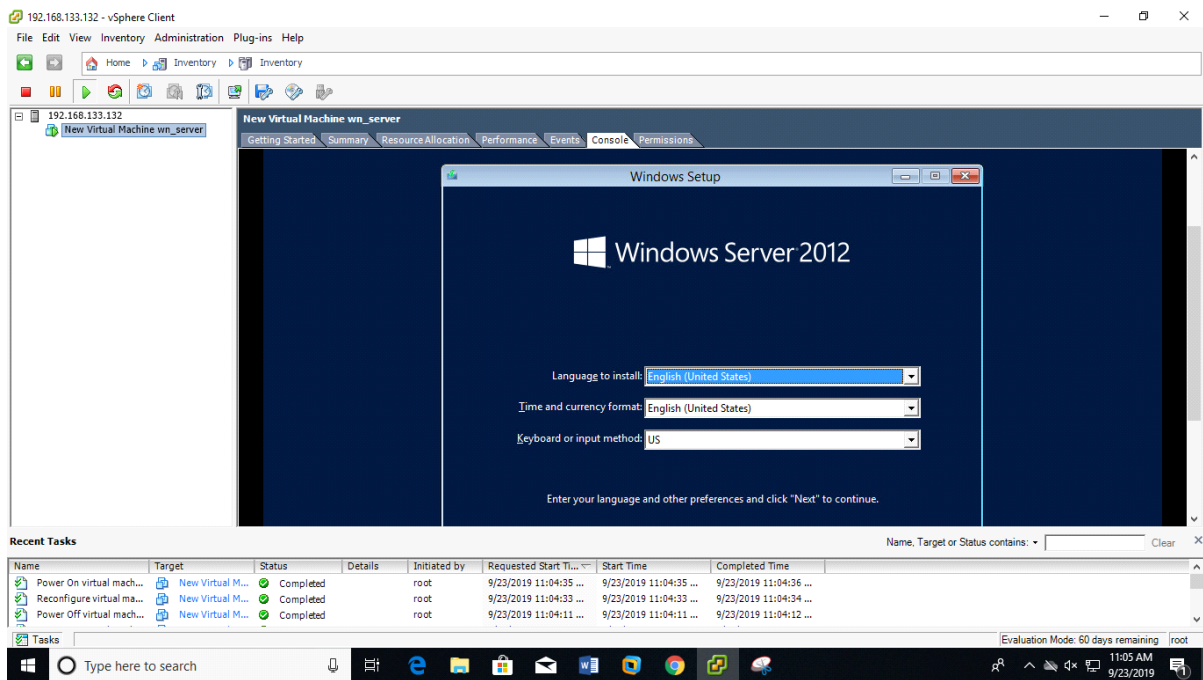 192.168.133.132 - vSphere Client
File Edit View Inventory Administration Plug-ins Help
Home Inventory Inventory
192.168.133.132
New Virtual Machine wn_server
New Virtual Machine wn_server
Getting Started Summary Resource Allocation Performance Events Console Permissions
Windows Setup
Windows Server 2012
Language to install: English (United States)
Time and currency format: English (United States)
Keyboard or input method: US
Enter your language and other preferences and click "Next" to continue.
Recent Tasks Name, Target or Status contains: Clear
Name Target Status Details Initiated by Requested Start Ti... Start Time Completed Time
Power On virtual mach... New Virtual M... Completed root 9/23/2019 11:04:35 ... 9/23/2019 11:04:35 ... 9/23/2019 11:04:36 ...
Reconfigure virtual ma... New Virtual M... Completed root 9/23/2019 11:04:33 ... 9/23/2019 11:04:33 ... 9/23/2019 11:04:34 ...
Power Off virtual mach... New Virtual M... Completed root 9/23/2019 11:04:11 ... 9/23/2019 11:04:11 ... 9/23/2019 11:04:12 ...
Tasks Evaluation Mode: 60 days remaining root
Type here to search 11:05 AM
9/23/2019